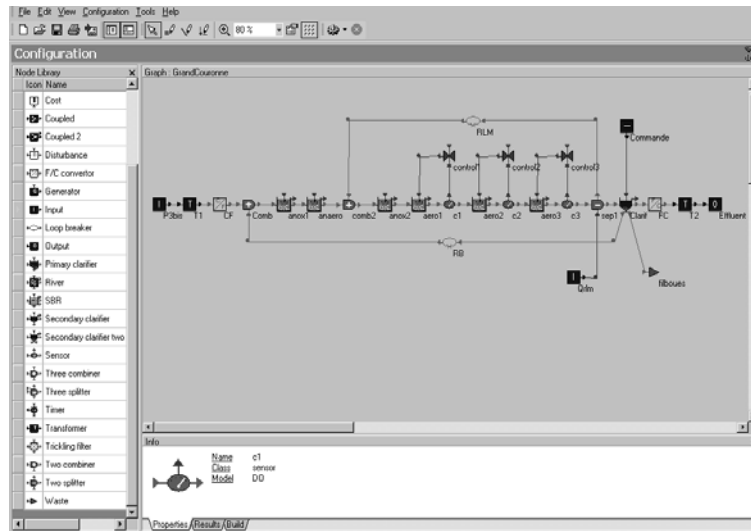 File Edit View Configuration Tools Help
80 %
Configuration
Node Library
Graph : GrandCouronne
Icon Name
Cost
Coupled
Coupled 2
Disturbance
F/C convertor
Generator
Input
Loop breaker
Output
Primary clarifier
River
SBR
Secondary clarifier
Secondary clarifier two
Sensor
Three combiner
Three splitter
Timer
Transformer
Trickling filter
Two combiner
Two splitter
Waste
RLM
Commande
control1 control2 control3
P3bis T1 CF Comb anox1 anaero comb2 anox2 aero1 c1 aero2 c2 aero3 c3 sep1 Clarif FC T2 Effluent
RB
Qrlm
filboues
Info
Name c1
Class sensor
Model DO
Properties Results Build